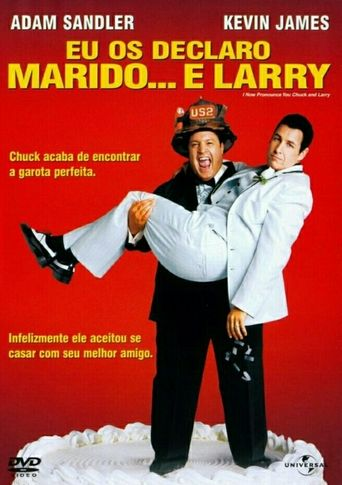 ADAM SANDLER KEVIN JAMES
EU OS DECLARO
MARIDO... E LARRY
I Now Pronounce You Chuck and Larry
US2
Chuck acaba de encontrar
a garota perfeita.
Infelizmente ele aceitou se
casar com seu melhor amigo.
DVD
VIDEO
UNIVERSAL